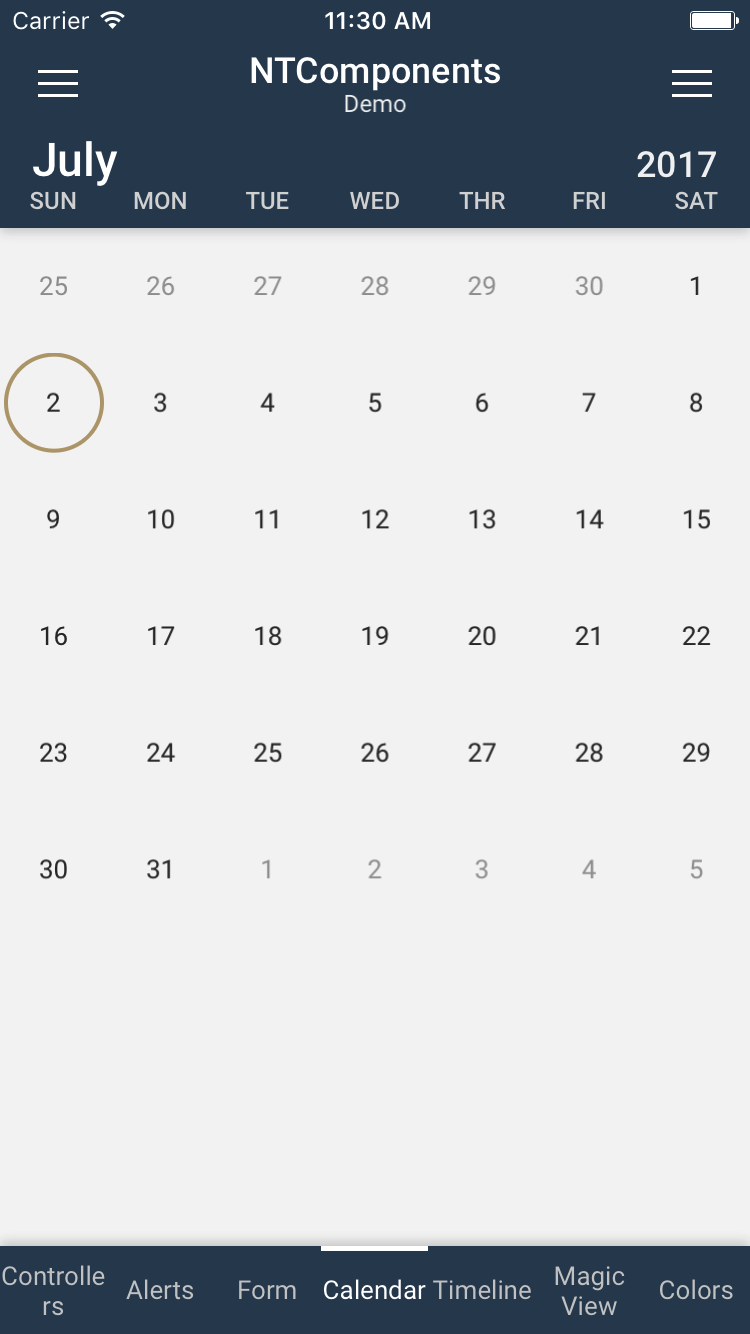 Carrier 11:30 AM
NTComponents
Demo
July 2017
SUN MON TUE WED THR FRI SAT
25 26 27 28 29 30 1
2 3 4 5 6 7 8
9 10 11 12 13 14 15
16 17 18 19 20 21 22
23 24 25 26 27 28 29
30 31 1 2 3 4 5
Controlle
rs
Alerts
Form
Calendar
Timeline
Magic
View
Colors